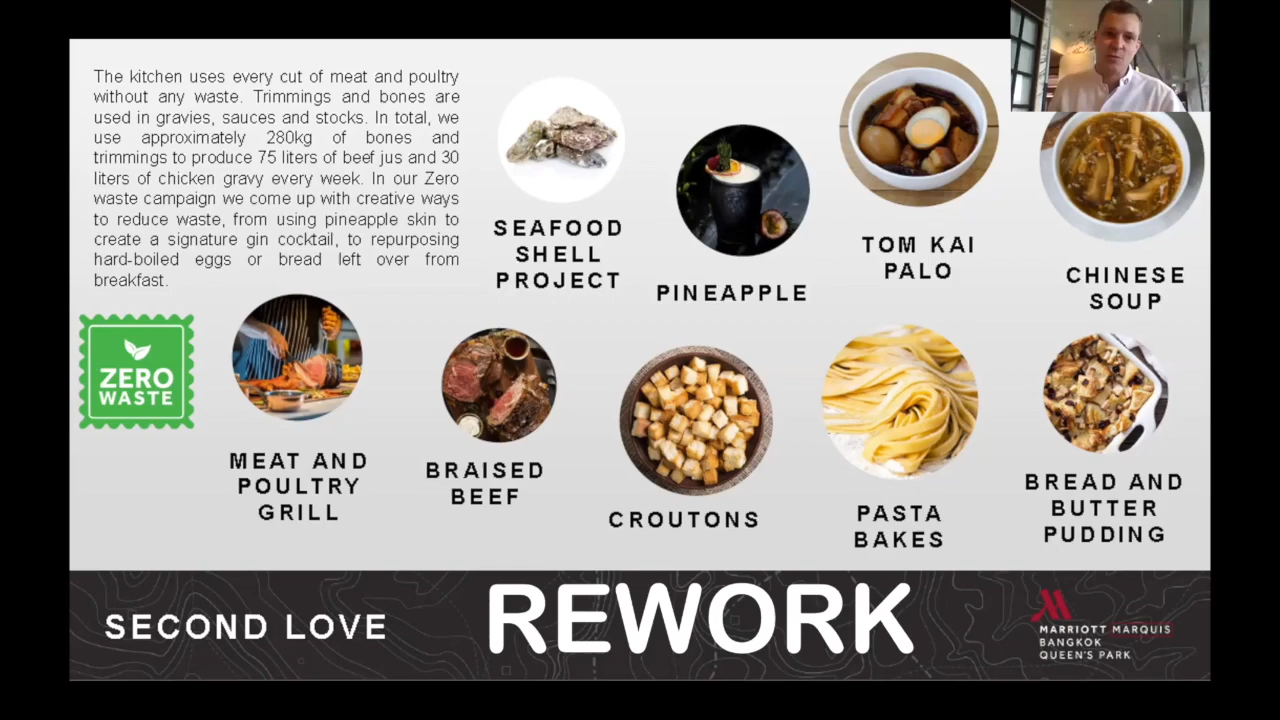 The kitchen uses every cut of meat and poultry
without any waste. Trimmings and bones are
used in gravies, sauces and stocks. In total, we
use approximately 280kg of bones and
trimmings to produce 75 liters of beef jus and 30
liters of chicken gravy every week. In our Zero
waste campaign we come up with creative ways
to reduce waste, from using pineapple skin to
create a signature gin cocktail, to repurposing
hard-boiled eggs or bread left over from
breakfast.
SEAFOOD
SHELL
PROJECT
PINEAPPLE
TOM KAI
PALO
CHINESE
SOUP
ZERO
WASTE
MEAT AND
POULTRY
GRILL
BRAISED
BEEF
CROUTONS
PASTA
BAKES
BREAD AND
BUTTER
PUDDING
SECOND LOVE
REWORK
MARRIOTT MARQUIS
BANGKOK
QUEEN'S PARK